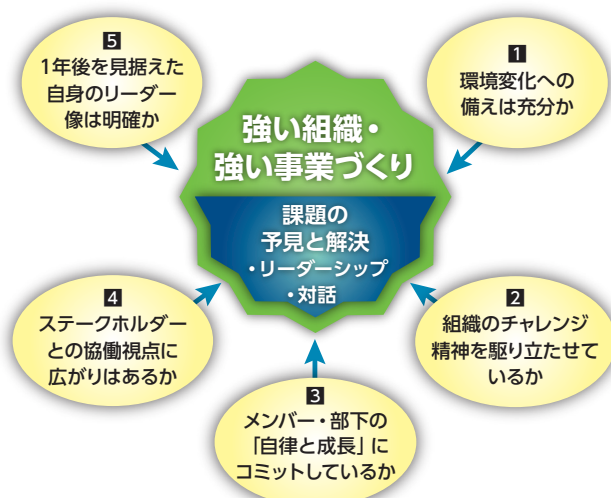 強い組織・
強い事業づくり
課題の
予見と解決
・リーダーシップ
・対話
1
環境変化への
備えは充分か
2
組織のチャレンジ
精神を駆り立たせて
いるか
3
メンバー・部下の
「自律と成長」に
コミットしているか
4
ステークホルダー
との協働視点に
広がりはあるか
5
1年後を見据えた
自身のリーダー
像は明確か